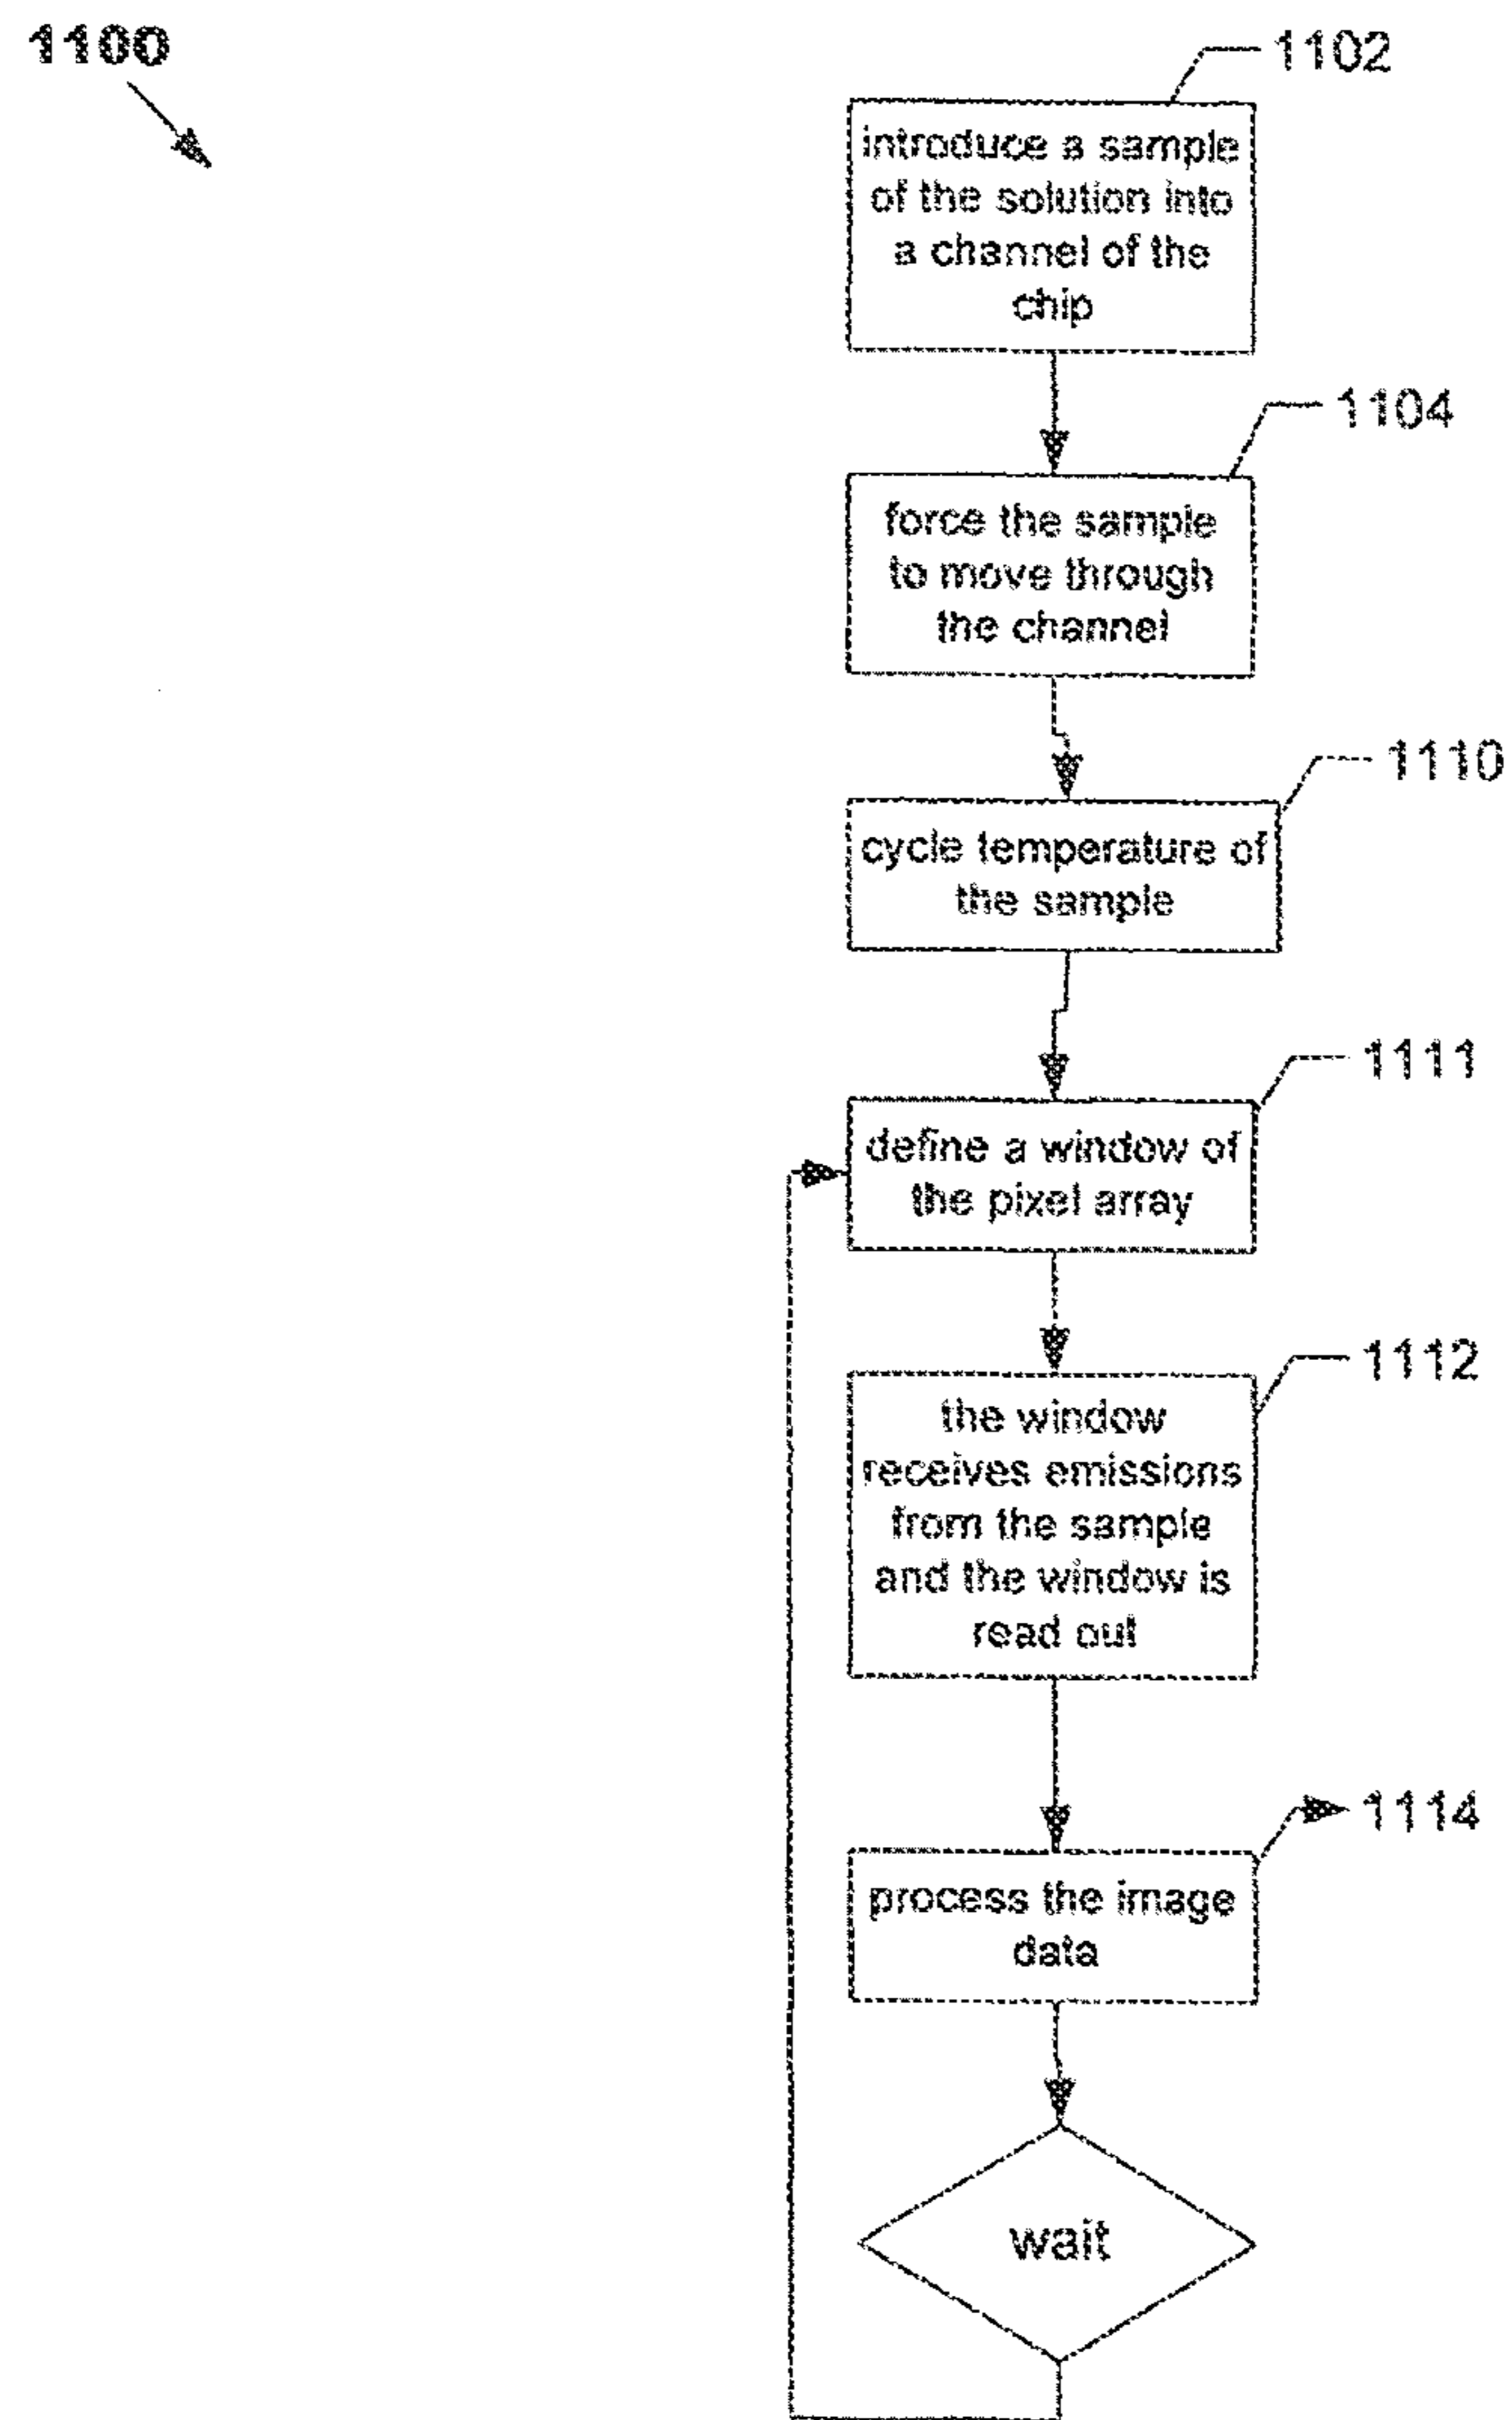 1100
1102
introduce a sample
of the solution into
a channel of the
chip
1104
force the sample
to move through
the channel
1110
cycle temperature of
the sample
1111
define a window of
the pixel array
1112
the window
receives emissions
from the sample
and the window is
read out
1114
process the image
data
wait